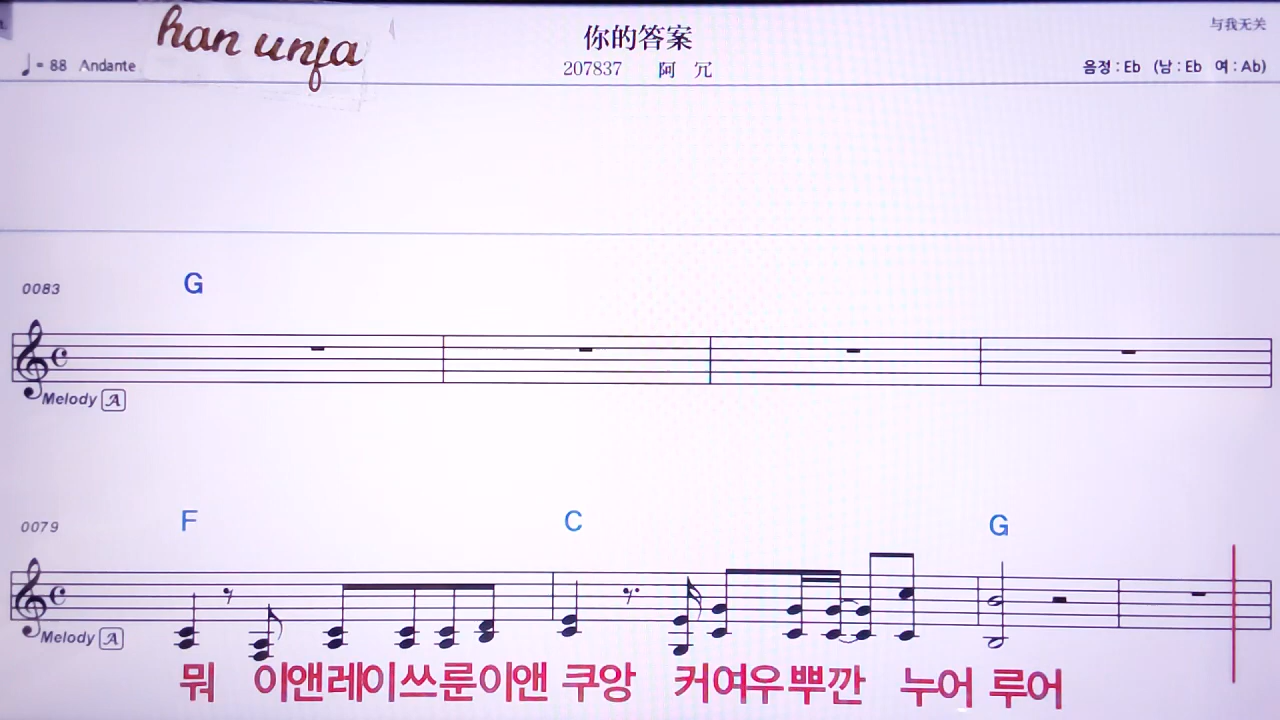 han unfa
你的答案
与我无关
♩= 88 Andante
207837 阿 冗
음정 : Eb (남 : Eb 여 : Ab)
0083
G
Melody A
0079
F C G
Melody A
뭐 이앤레이쓰룬이앤 쿠앙 커여우뿌깐 누어 루어